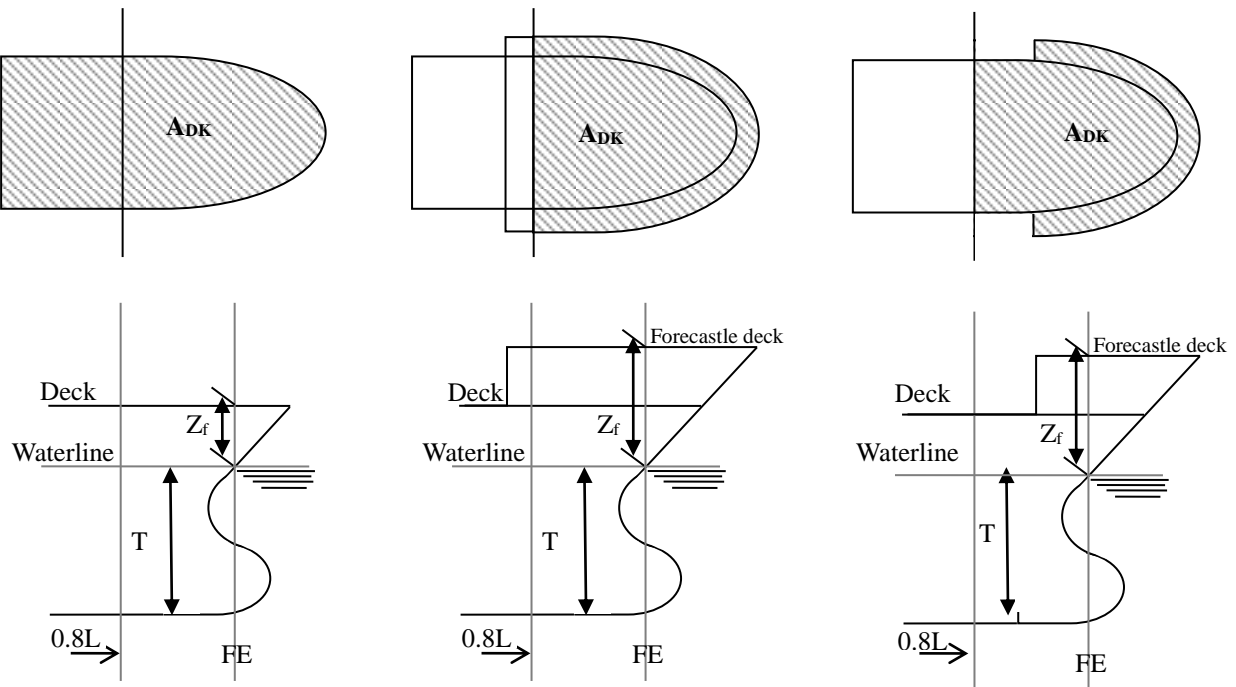 ADK
ADK
ADK
Deck
Zf
Waterline
T
0.8L
FE
Forecastle deck
Deck
Zf
Waterline
T
0.8L
FE
Forecastle deck
Deck
Zf
Waterline
T
0.8L
FE